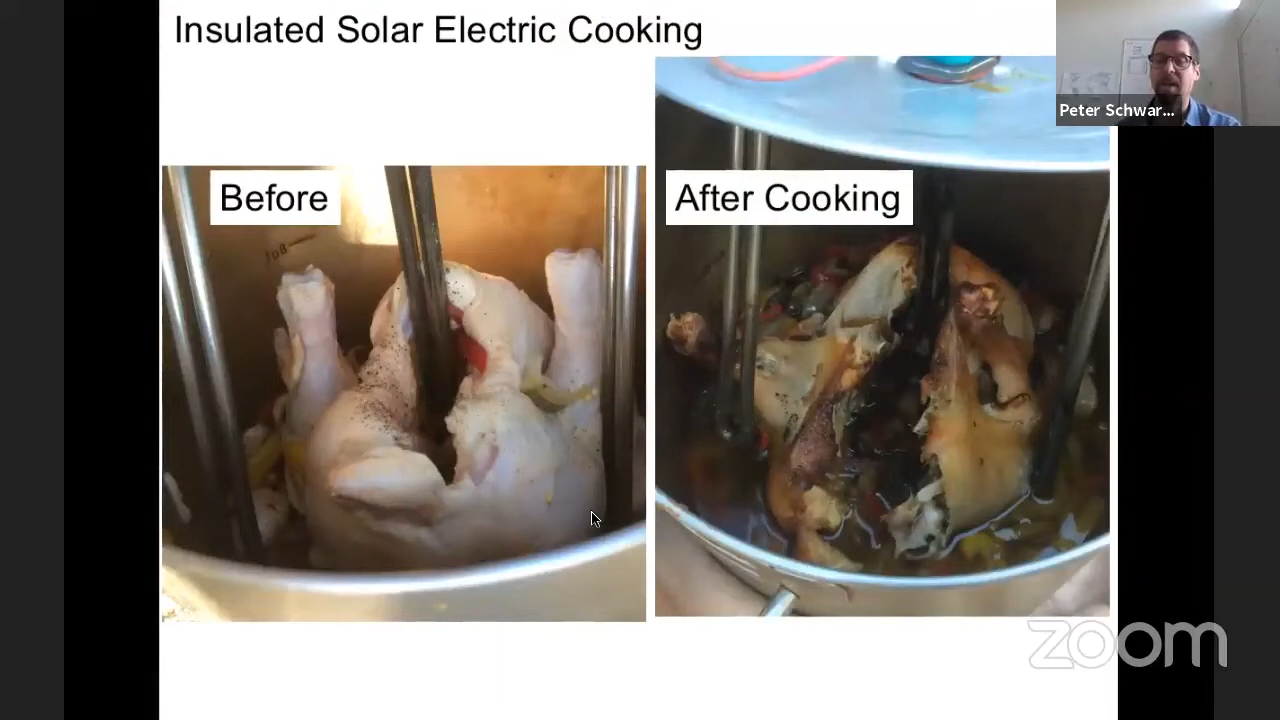 Insulated Solar Electric Cooking
Peter Schwar...
Before
After Cooking
zoom